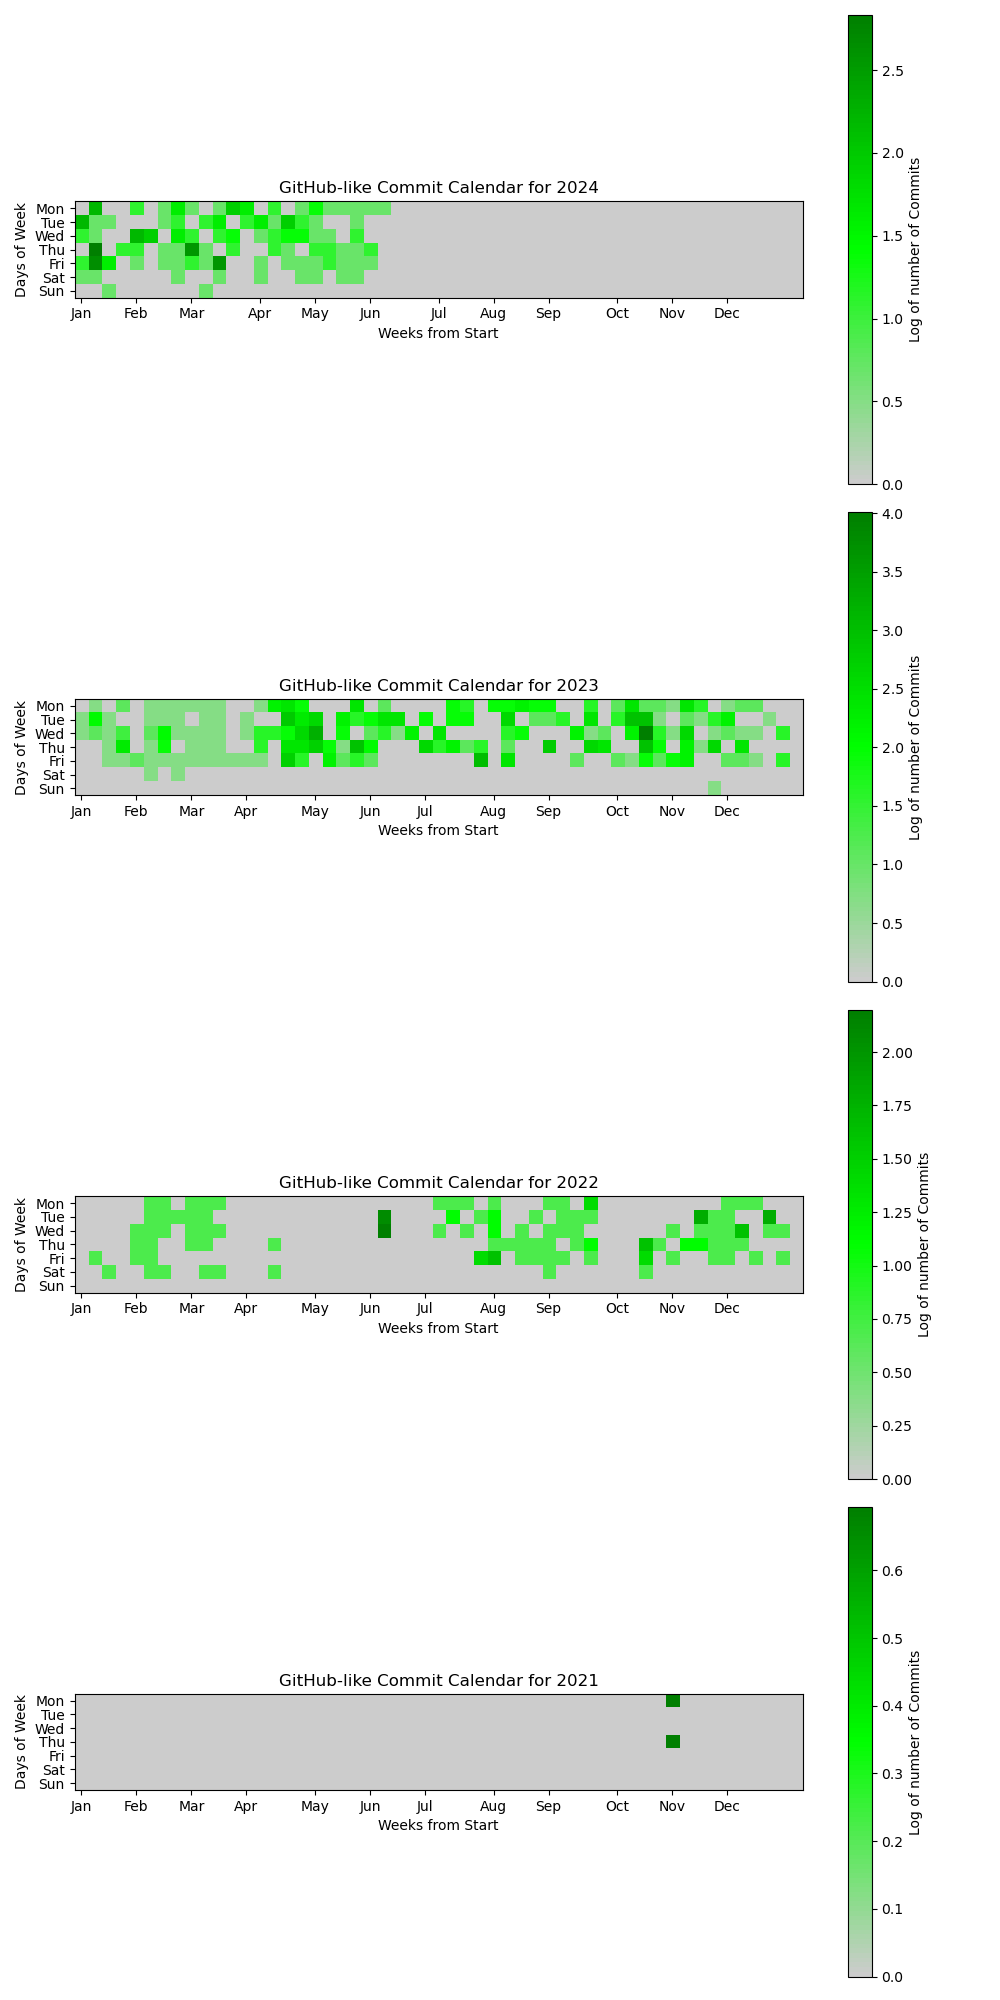 GitHub-like Commit Calendar for 2024
Days of Week
Mon
Tue
Wed
Thu
Fri
Sat
Sun
Jan Feb Mar Apr May Jun Jul Aug Sep Oct Nov Dec
Weeks from Start
2.5
2.0
1.5
1.0
0.5
0.0
Log of number of Commits
GitHub-like Commit Calendar for 2023
Days of Week
Mon
Tue
Wed
Thu
Fri
Sat
Sun
Jan Feb Mar Apr May Jun Jul Aug Sep Oct Nov Dec
Weeks from Start
4.0
3.5
3.0
2.5
2.0
1.5
1.0
0.5
0.0
Log of number of Commits
GitHub-like Commit Calendar for 2022
Days of Week
Mon
Tue
Wed
Thu
Fri
Sat
Sun
Jan Feb Mar Apr May Jun Jul Aug Sep Oct Nov Dec
Weeks from Start
2.00
1.75
1.50
1.25
1.00
0.75
0.50
0.25
0.00
Log of number of Commits
GitHub-like Commit Calendar for 2021
Days of Week
Mon
Tue
Wed
Thu
Fri
Sat
Sun
Jan Feb Mar Apr May Jun Jul Aug Sep Oct Nov Dec
Weeks from Start
0.6
0.5
0.4
0.3
0.2
0.1
0.0
Log of number of Commits